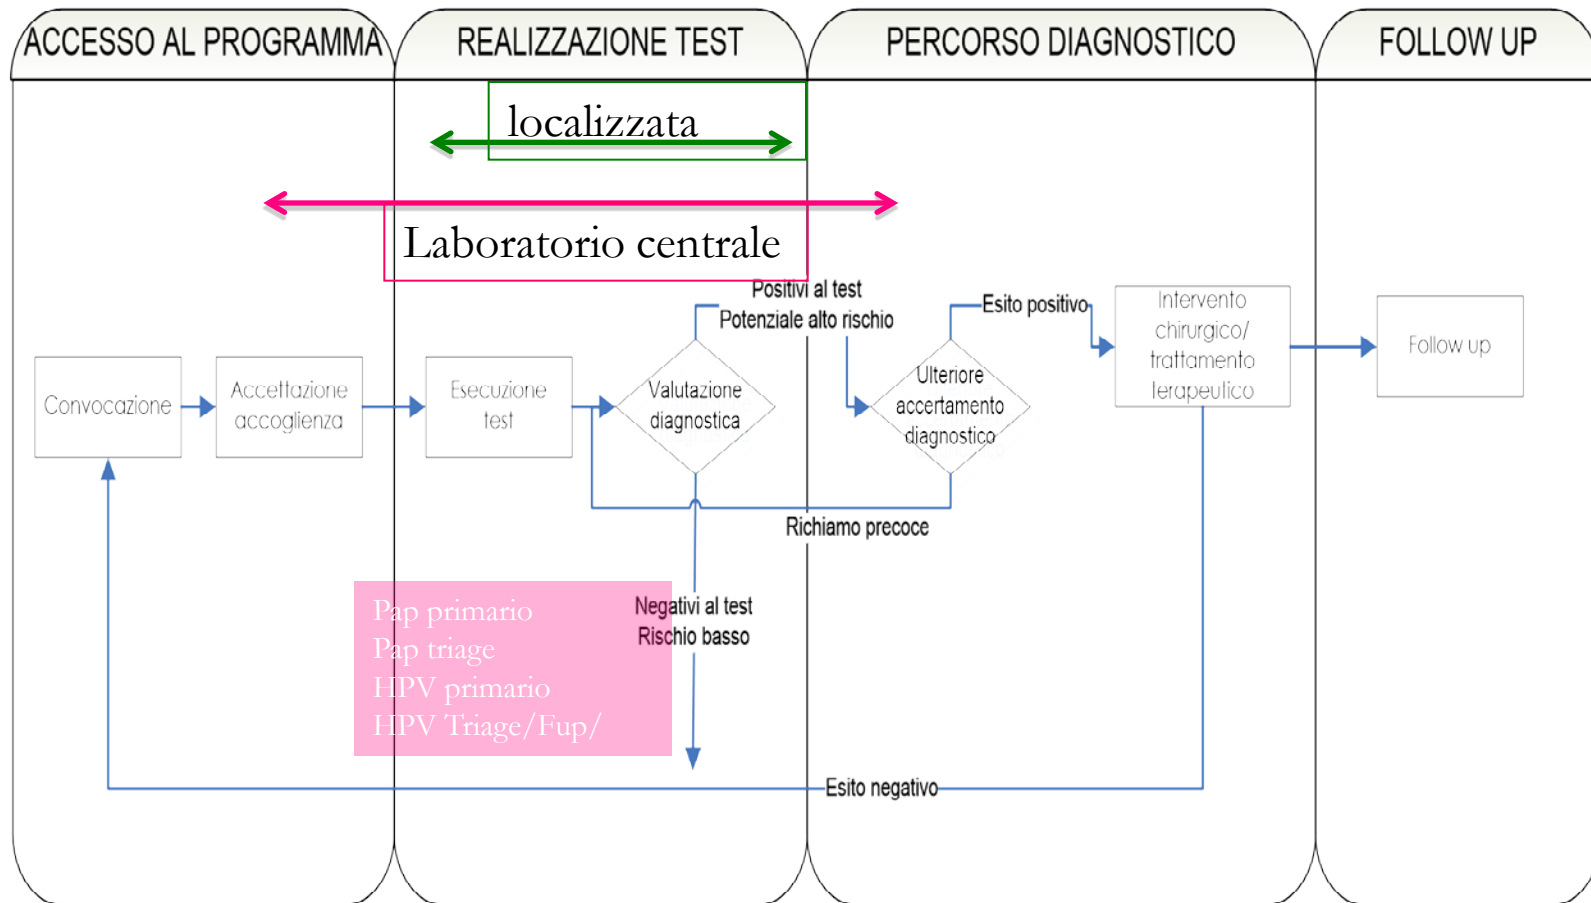 ACCESSO AL PROGRAMMA
REALIZZAZIONE TEST
PERCORSO DIAGNOSTICO
FOLLOW UP
localizzata
Laboratorio centrale
Positivi al test
Potenziale alto rischio
Esito positivo
Intervento
chirurgico/
trattamento
terapeutico
Follow up
Convocazione
Accettazione
accoglienza
Esecuzione
test
Valutazione
diagnostica
Ulteriore
accertamento
diagnostico
Richiamo precoce
Pap primario
Pap triage
HPV primario
HPV Triage/Fup/
Negativi al test
Rischio basso
Esito negativo